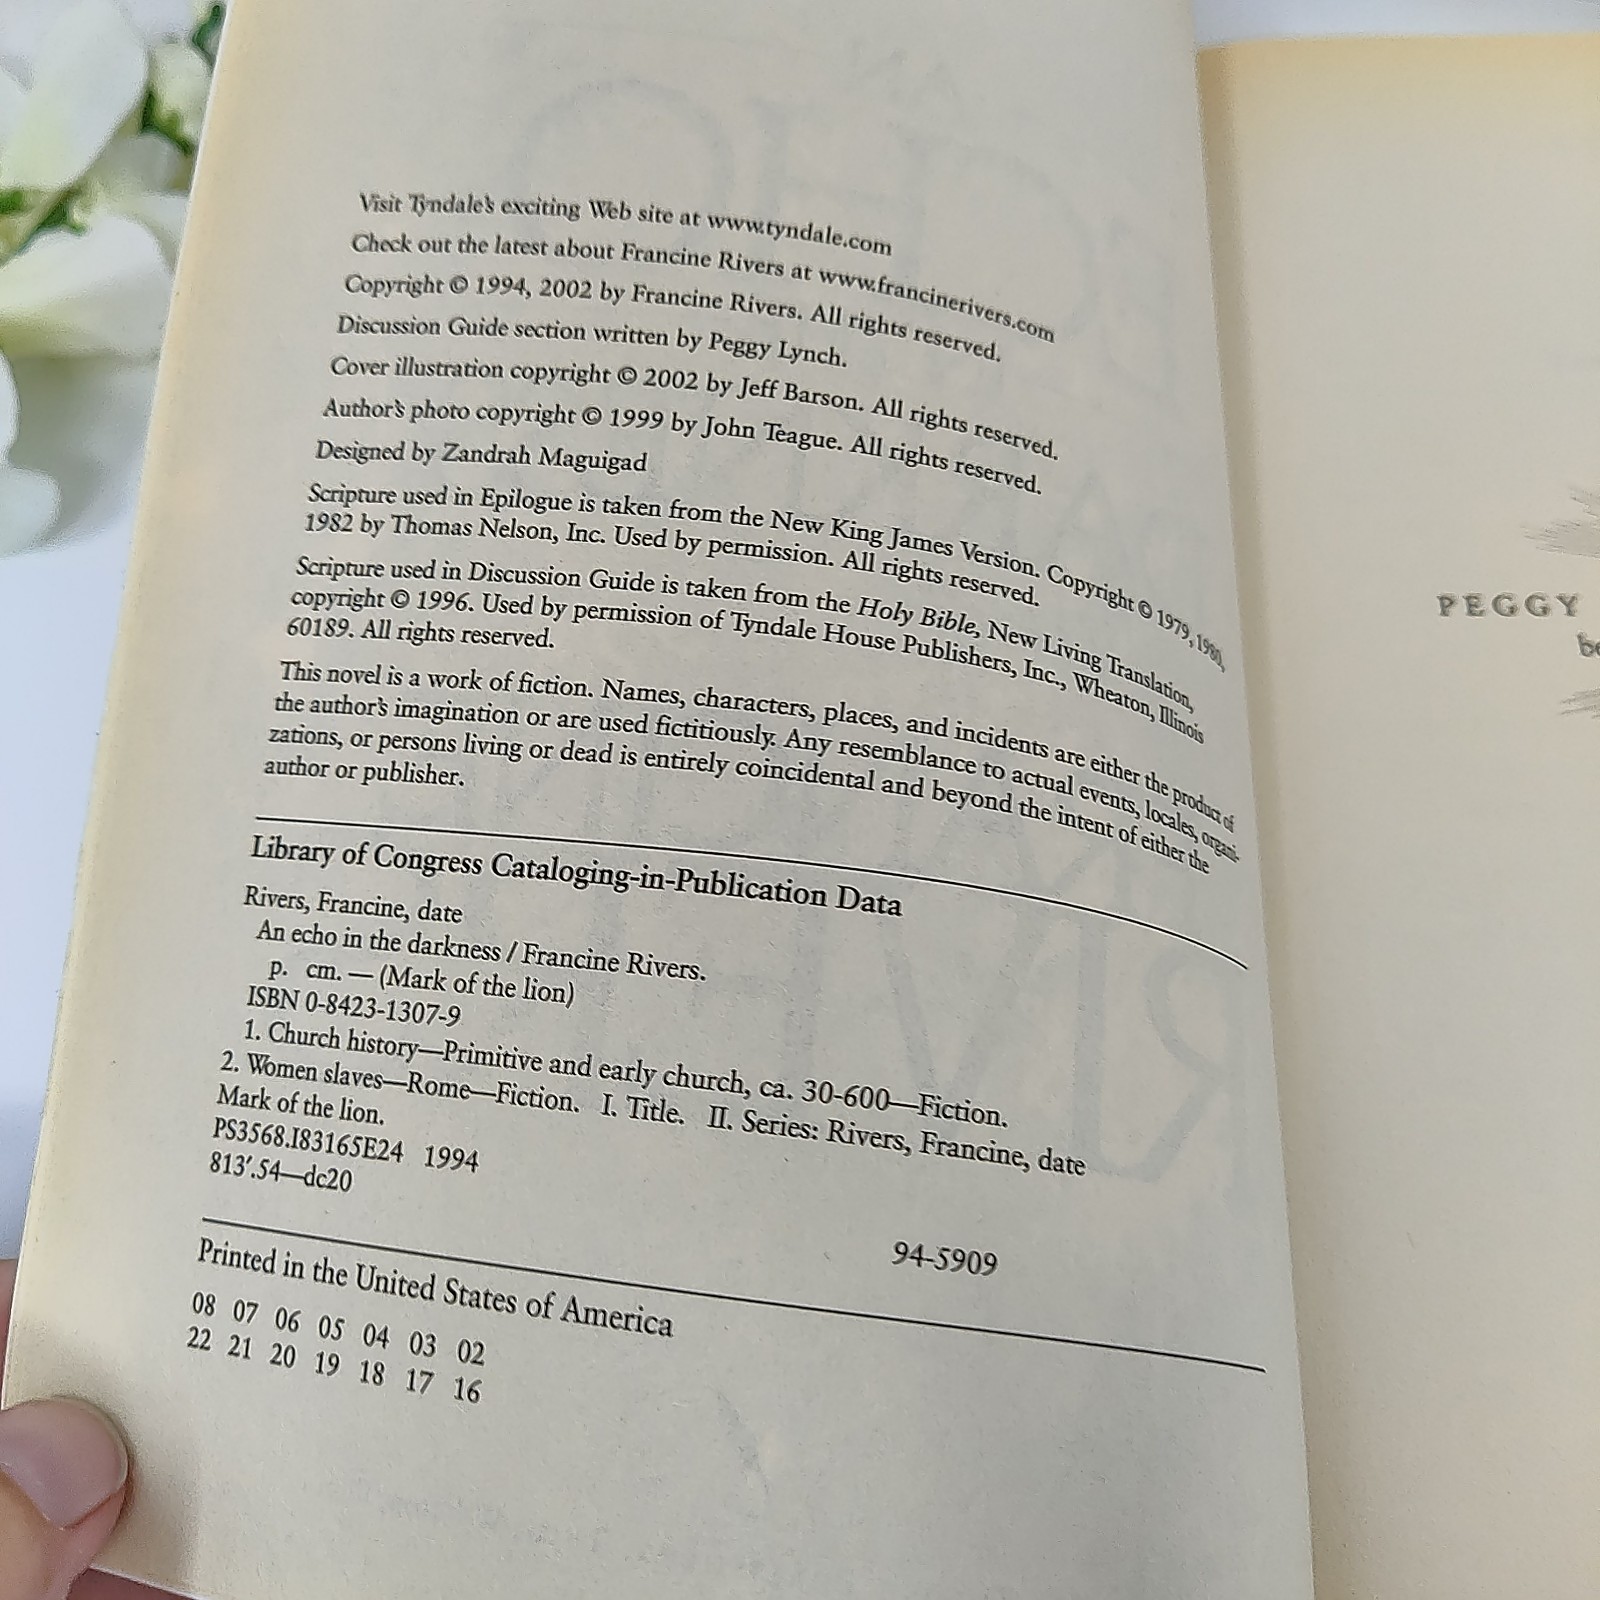 Visit Tyndale's exciting Web site at www.tyndale.com
Check out the latest about Francine Rivers at www.francinerivers.com
Copyright © 1994, 2002 by Francine Rivers. All rights reserved.
Discussion Guide section written by Peggy Lynch.
Cover illustration copyright © 2002 by Jeff Barson. All rights reserved.
Author's photo copyright © 1999 by John Teague. All rights reserved.
Designed by Zandrah Maguigad
Scripture used in Epilogue is taken from the New King James Version. Copyright © 1979, 1980,
1982 by Thomas Nelson, Inc. Used by permission. All rights reserved.
Scripture used in Discussion Guide is taken from the Holy Bible, New Living Translation,
copyright © 1996. Used by permission of Tyndale House Publishers, Inc., Wheaton, Illinois
60189. All rights reserved.
This novel is a work of fiction. Names, characters, places, and incidents are either the product of
the author's imagination or are used fictitiously. Any resemblance to actual events, locales, organi-
zations, or persons living or dead is entirely coincidental and beyond the intent of either the
author or publisher.
Library of Congress Cataloging-in-Publication Data
Rivers, Francine, date
An echo in the darkness / Francine Rivers.
p. cm. — (Mark of the lion)
ISBN 0-8423-1307-9
1. Church history—Primitive and early church, ca. 30-600—Fiction.
2. Women slaves—Rome—Fiction. I. Title. II. Series: Rivers, Francine, date
Mark of the lion.
PS3568.I83165E24 1994
813'.54—dc20
94-5909
Printed in the United States of America
08 07 06 05 04 03 02
22 21 20 19 18 17 16
PEGGY